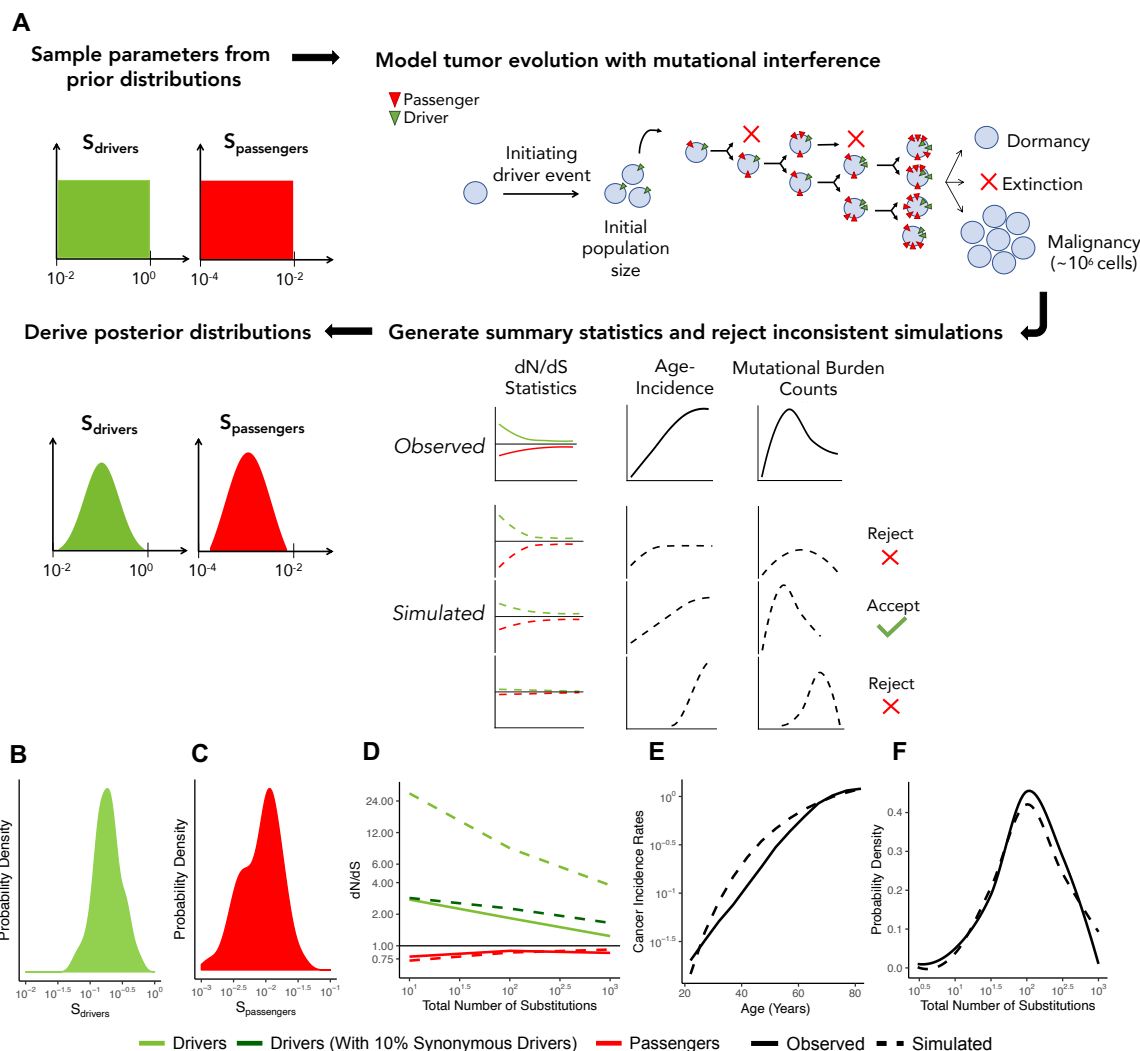 A
Sample parameters from
prior distributions
Model tumor evolution with mutational interference
Passenger
Driver
Sdrivers
Spassengers
10-2
100
10-4
10-2
Initiating
driver event
Initial
population
size
Dormancy
Extinction
Malignancy
(~10⁶ cells)
Derive posterior distributions
Generate summary statistics and reject inconsistent simulations
dN/dS
Statistics
Age-
Incidence
Mutational Burden
Counts
Sdrivers
Spassengers
10-2
100
10-4
10-2
Observed
Simulated
Reject
Accept
Reject
B
Probability Density
10⁻²
10⁻¹·⁵
10⁻¹
10⁻⁰·⁵
10⁰
Sdrivers
C
Probability Density
10⁻³
10⁻²·⁵
10⁻²
10⁻¹·⁵
10⁻¹
Spassengers
D
dN/dS
24.00
12.00
6.00
4.00
2.00
1.00
0.75
10¹
10¹·⁵
10²
10²·⁵
10³
Total Number of Substitutions
E
Cancer Incidence Rates
10⁰
10⁻⁰·⁵
10⁻¹
10⁻¹·⁵
20
40
60
80
Age (Years)
F
Probability Density
0.4
0.3
0.2
0.1
0.0
10⁰·⁵
10¹
10¹·⁵
10²
10²·⁵
10³
Total Number of Substitutions
Drivers
Drivers (With 10% Synonymous Drivers)
Passengers
Observed
Simulated